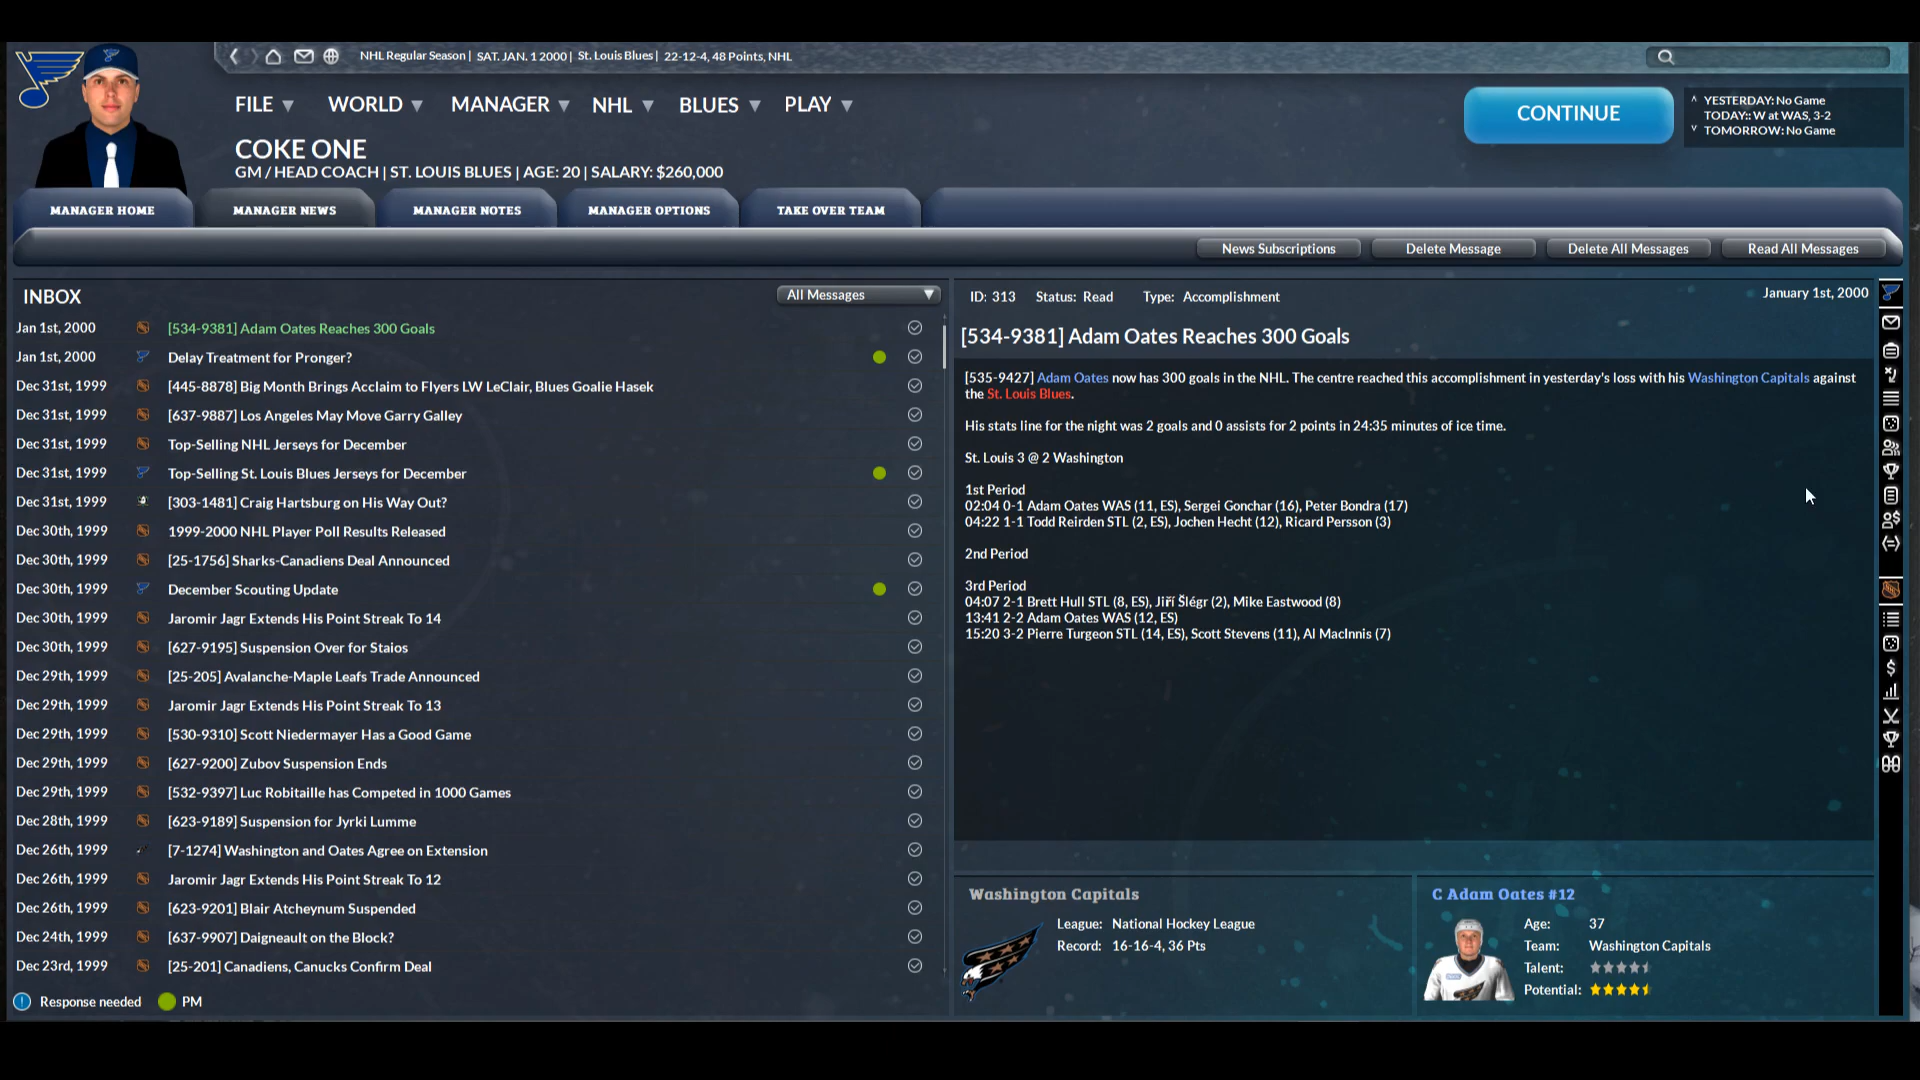 NHL Regular Season | SAT. JAN. 1 2000 | St. Louis Blues | 22-12-4, 48 Points, NHL
FILE WORLD MANAGER NHL BLUES PLAY
CONTINUE
YESTERDAY: No Game
TODAY:: W at WAS, 3-2
TOMORROW: No Game
COKE ONE
GM / HEAD COACH | ST. LOUIS BLUES | AGE: 20 | SALARY: $260,000
MANAGER HOME MANAGER NEWS MANAGER NOTES MANAGER OPTIONS TAKE OVER TEAM
News Subscriptions Delete Message Delete All Messages Read All Messages
INBOX All Messages
Jan 1st, 2000 [534-9381] Adam Oates Reaches 300 Goals
Jan 1st, 2000 Delay Treatment for Pronger?
Dec 31st, 1999 [445-8878] Big Month Brings Acclaim to Flyers LW LeClair, Blues Goalie Hasek
Dec 31st, 1999 [637-9887] Los Angeles May Move Garry Galley
Dec 31st, 1999 Top-Selling NHL Jerseys for December
Dec 31st, 1999 Top-Selling St. Louis Blues Jerseys for December
Dec 31st, 1999 [303-1481] Craig Hartsburg on His Way Out?
Dec 30th, 1999 1999-2000 NHL Player Poll Results Released
Dec 30th, 1999 [25-1756] Sharks-Canadiens Deal Announced
Dec 30th, 1999 December Scouting Update
Dec 30th, 1999 Jaromir Jagr Extends His Point Streak To 14
Dec 30th, 1999 [627-9195] Suspension Over for Staios
Dec 29th, 1999 [25-205] Avalanche-Maple Leafs Trade Announced
Dec 29th, 1999 Jaromir Jagr Extends His Point Streak To 13
Dec 29th, 1999 [530-9310] Scott Niedermayer Has a Good Game
Dec 29th, 1999 [627-9200] Zubov Suspension Ends
Dec 29th, 1999 [532-9397] Luc Robitaille has Competed in 1000 Games
Dec 28th, 1999 [623-9189] Suspension for Jyrki Lumme
Dec 26th, 1999 [7-1274] Washington and Oates Agree on Extension
Dec 26th, 1999 Jaromir Jagr Extends His Point Streak To 12
Dec 26th, 1999 [623-9201] Blair Atcheynum Suspended
Dec 24th, 1999 [637-9907] Daigneault on the Block?
Dec 23rd, 1999 [25-201] Canadiens, Canucks Confirm Deal
Response needed PM
ID: 313 Status: Read Type: Accomplishment January 1st, 2000
[534-9381] Adam Oates Reaches 300 Goals
[535-9427] Adam Oates now has 300 goals in the NHL. The centre reached this accomplishment in yesterday's loss with his Washington Capitals against
the St. Louis Blues.
His stats line for the night was 2 goals and 0 assists for 2 points in 24:35 minutes of ice time.
St. Louis 3 @ 2 Washington
1st Period
02:04 0-1 Adam Oates WAS (11, ES), Sergei Gonchar (16), Peter Bondra (17)
04:22 1-1 Todd Reirden STL (2, ES), Jochen Hecht (12), Ricard Persson (3)
2nd Period
3rd Period
04:07 2-1 Brett Hull STL (8, ES), Jiří Šlégr (2), Mike Eastwood (8)
13:41 2-2 Adam Oates WAS (12, ES)
15:20 3-2 Pierre Turgeon STL (14, ES), Scott Stevens (11), Al MacInnis (7)
Washington Capitals
League: National Hockey League
Record: 16-16-4, 36 Pts
C Adam Oates #12
Age: 37
Team: Washington Capitals
Talent:
Potential: